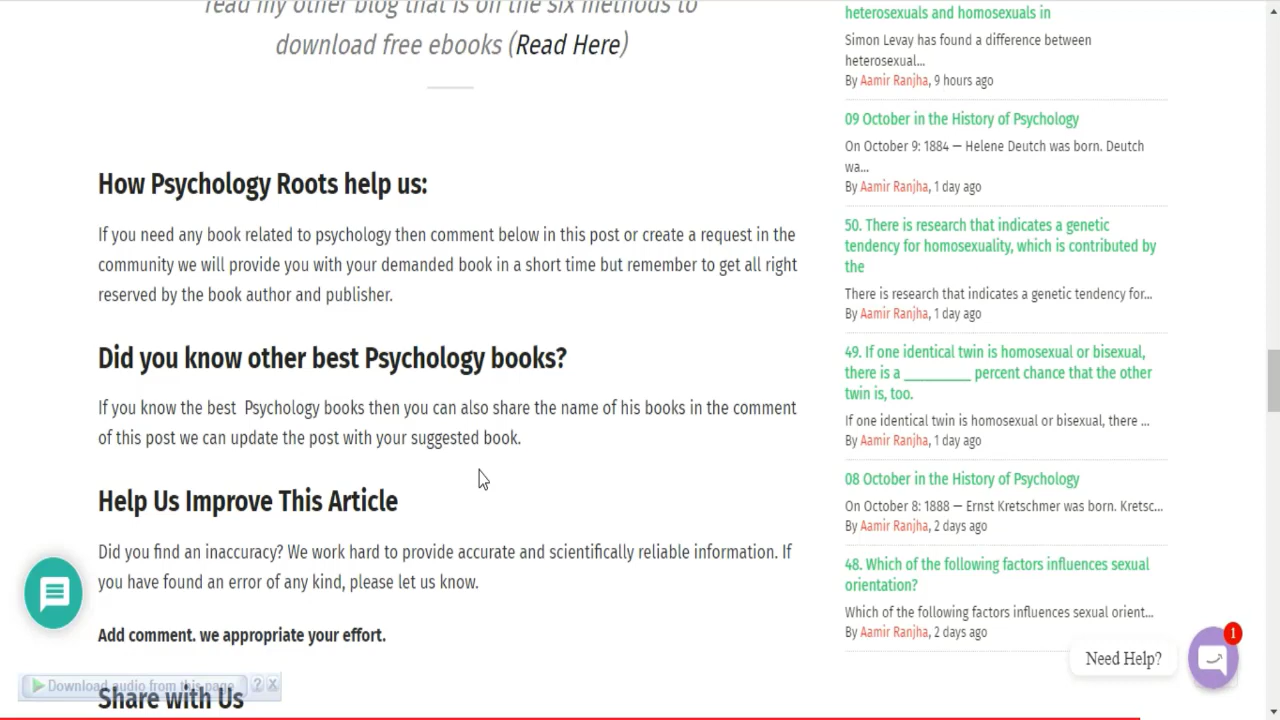 read my other blog that is on the six methods to
download free ebooks (Read Here)
How Psychology Roots help us:
If you need any book related to psychology then comment below in this post or create a request in the
community we will provide you with your demanded book in a short time but remember to get all right
reserved by the book author and publisher.
Did you know other best Psychology books?
If you know the best Psychology books then you can also share the name of his books in the comment
of this post we can update the post with your suggested book.
Help Us Improve This Article
Did you find an inaccuracy? We work hard to provide accurate and scientifically reliable information. If
you have found an error of any kind, please let us know.
Add comment. we appropriate your effort.
Download audio from this page ? X
Share with Us
heterosexuals and homosexuals in
Simon Levay has found a difference between
heterosexual...
By Aamir Ranjha, 9 hours ago
09 October in the History of Psychology
On October 9: 1884 — Helene Deutch was born. Deutch
wa...
By Aamir Ranjha, 1 day ago
50. There is research that indicates a genetic
tendency for homosexuality, which is contributed by
the
There is research that indicates a genetic tendency for...
By Aamir Ranjha, 1 day ago
49. If one identical twin is homosexual or bisexual,
there is a __________ percent chance that the other
twin is, too.
If one identical twin is homosexual or bisexual, there ...
By Aamir Ranjha, 1 day ago
08 October in the History of Psychology
On October 8: 1888 — Ernst Kretschmer was born. Kretsc...
By Aamir Ranjha, 2 days ago
48. Which of the following factors influences sexual
orientation?
Which of the following factors influences sexual orient...
By Aamir Ranjha, 2 days ago
Need Help?
1